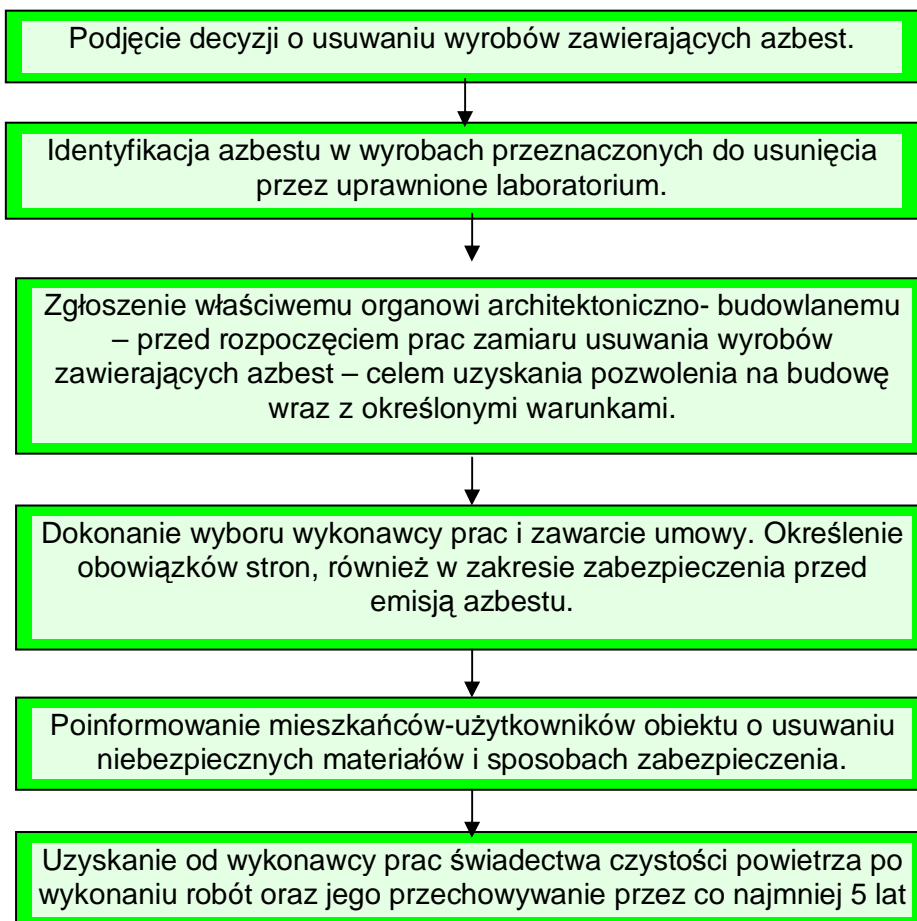 Podjęcie decyzji o usuwaniu wyrobów zawierających azbest.
Identyfikacja azbestu w wyrobach przeznaczonych do usunięcia
przez uprawnione laboratorium.
Zgłoszenie właściwemu organowi architektoniczno- budowlanemu
– przed rozpoczęciem prac zamiaru usuwania wyrobów
zawierających azbest – celem uzyskania pozwolenia na budowę
wraz z określonymi warunkami.
Dokonanie wyboru wykonawcy prac i zawarcie umowy. Określenie
obowiązków stron, również w zakresie zabezpieczenia przed
emisją azbestu.
Poinformowanie mieszkańców-użytkowników obiektu o usuwaniu
niebezpiecznych materiałów i sposobach zabezpieczenia.
Uzyskanie od wykonawcy prac świadectwa czystości powietrza po
wykonaniu robót oraz jego przechowywanie przez co najmniej 5 lat